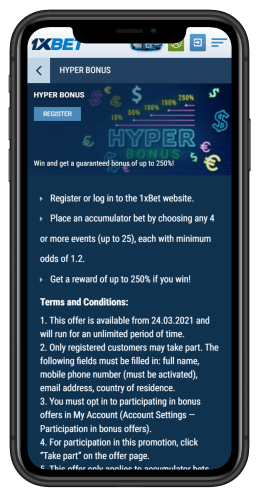 1XBET
HYPER BONUS
HYPER BONUS
REGISTER
10% 50% 100% 150% 250%
HYPER
BONUS
Win and get a guaranteed bonus of up to 250%!
Register or log in to the 1xBet website.
Place an accumulator bet by choosing any 4
or more events (up to 25), each with minimum
odds of 1.2.
Get a reward of up to 250% if you win!
Terms and Conditions:
1. This offer is available from 24.03.2021 and
will run for an unlimited period of time.
2. Only registered customers may take part. The
following fields must be filled in: full name,
mobile phone number (must be activated),
email address, country of residence.
3. You must opt in to participating in bonus
offers in My Account (Account Settings —
Participation in bonus offers).
4. For participation in this promotion, click
“Take part” on the offer page.
5. This offer only applies to accumulator bets